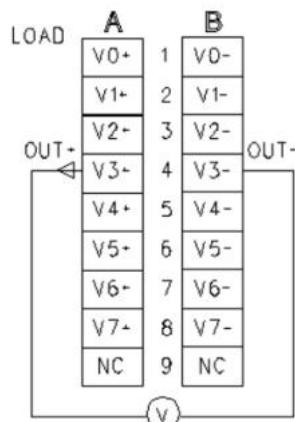 A B
LOAD
V0+ 1 V0-
V1+ 2 V1-
V2+ 3 V2-
OUT+ OUT-
V3+ 4 V3-
V4+ 5 V4-
V5+ 6 V5-
V6+ 7 V6-
V7+ 8 V7-
NC 9 NC
V